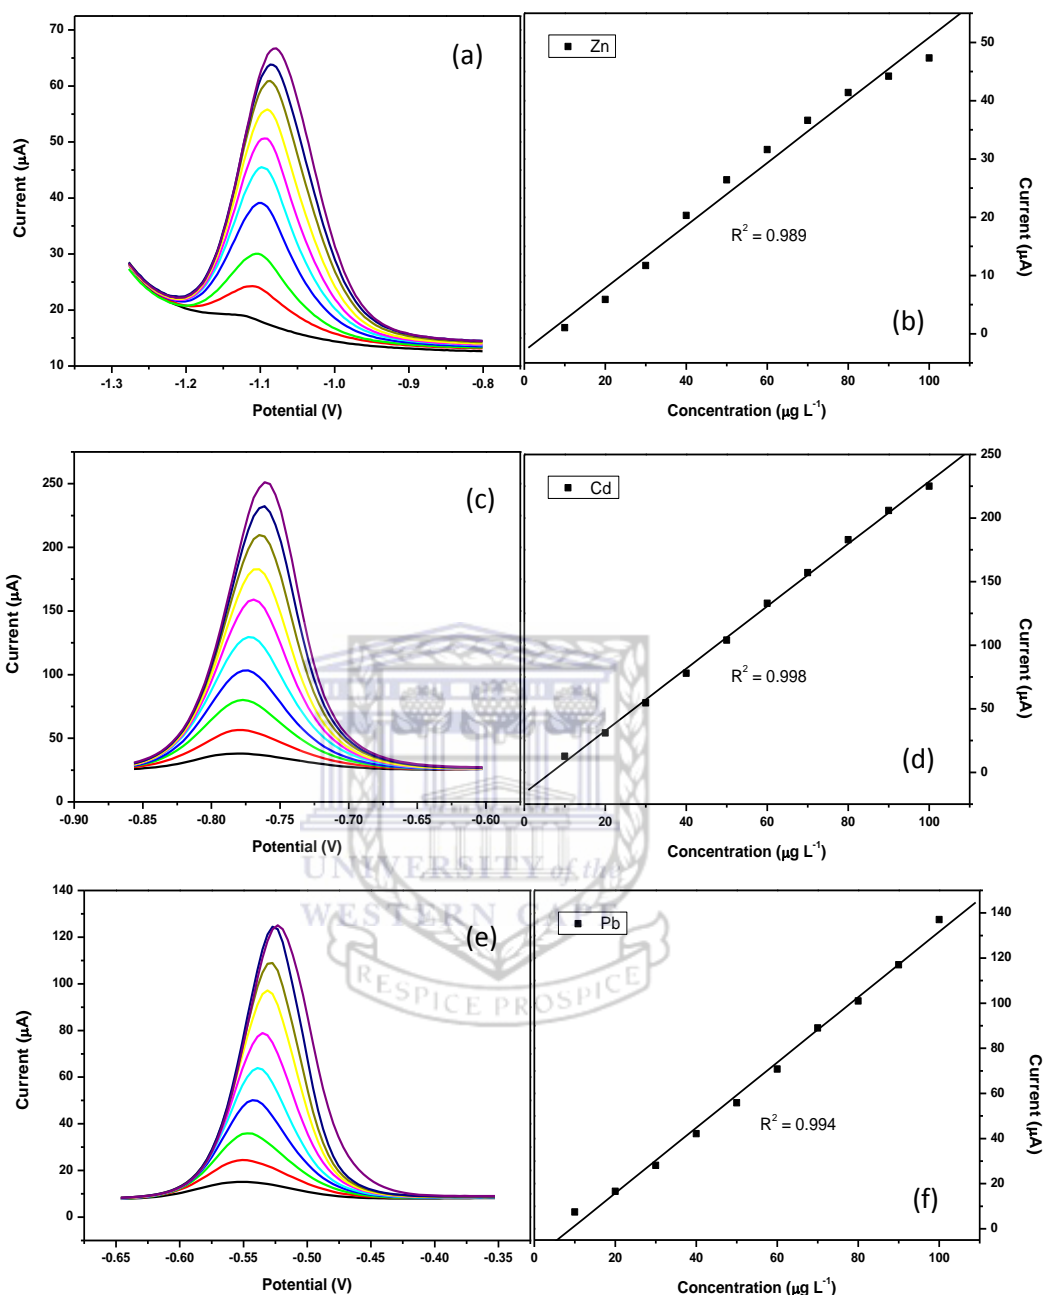 70
60
50
40
30
20
10
Current (µA)
(a)
-1.3 -1.2 -1.1 -1.0 -0.9 -0.8
Potential (V)
Zn
50
40
30
20
10
0
Current (µA)
R² = 0.989
(b)
0 20 40 60 80 100
Concentration (µg L⁻¹)
250
200
150
100
50
0
Current (µA)
(c)
-0.90 -0.85 -0.80 -0.75 -0.70 -0.60 -0.60
Potential (V)
Cd
250
200
150
100
50
0
Current (µA)
R² = 0.998
(d)
0 20 40 60 80 100
Concentration (µg L⁻¹)
UNIVERSITY of the
WESTERN CAPE
RESPICE PROSPICE
140
120
100
80
60
40
20
0
Current (µA)
(e)
-0.65 -0.60 -0.55 -0.50 -0.45 -0.40 -0.35
Potential (V)
Pb
140
120
100
80
60
40
20
0
Current (µA)
R² = 0.994
(f)
0 20 40 60 80 100
Concentration (µg L⁻¹)